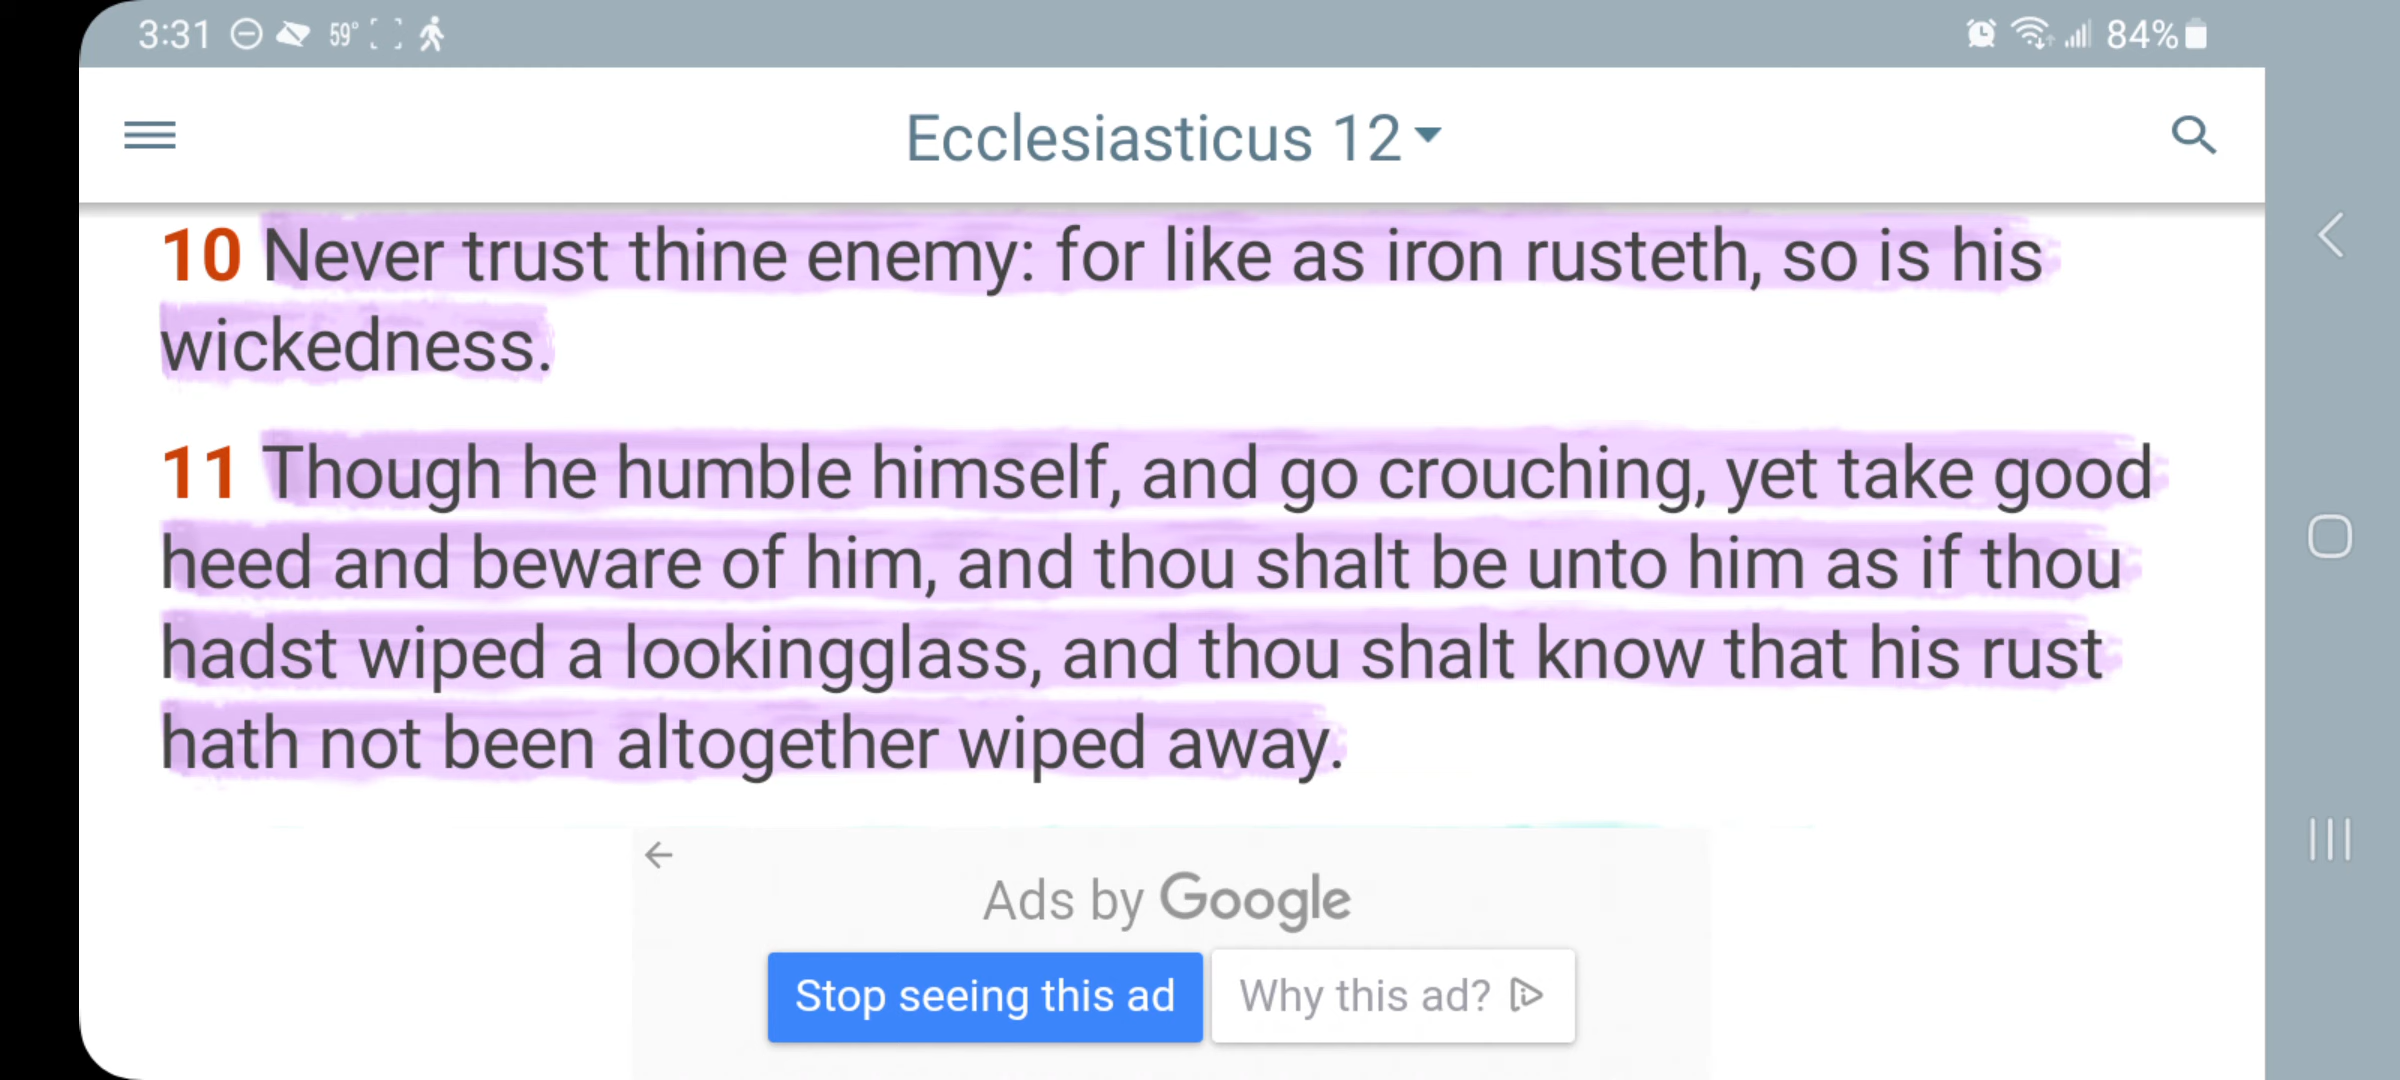 3:31 59° 84%
Ecclesiasticus 12
10 Never trust thine enemy: for like as iron rusteth, so is his
wickedness.
11 Though he humble himself, and go crouching, yet take good
heed and beware of him, and thou shalt be unto him as if thou
hadst wiped a lookingglass, and thou shalt know that his rust
hath not been altogether wiped away.
Ads by Google
Stop seeing this ad Why this ad?